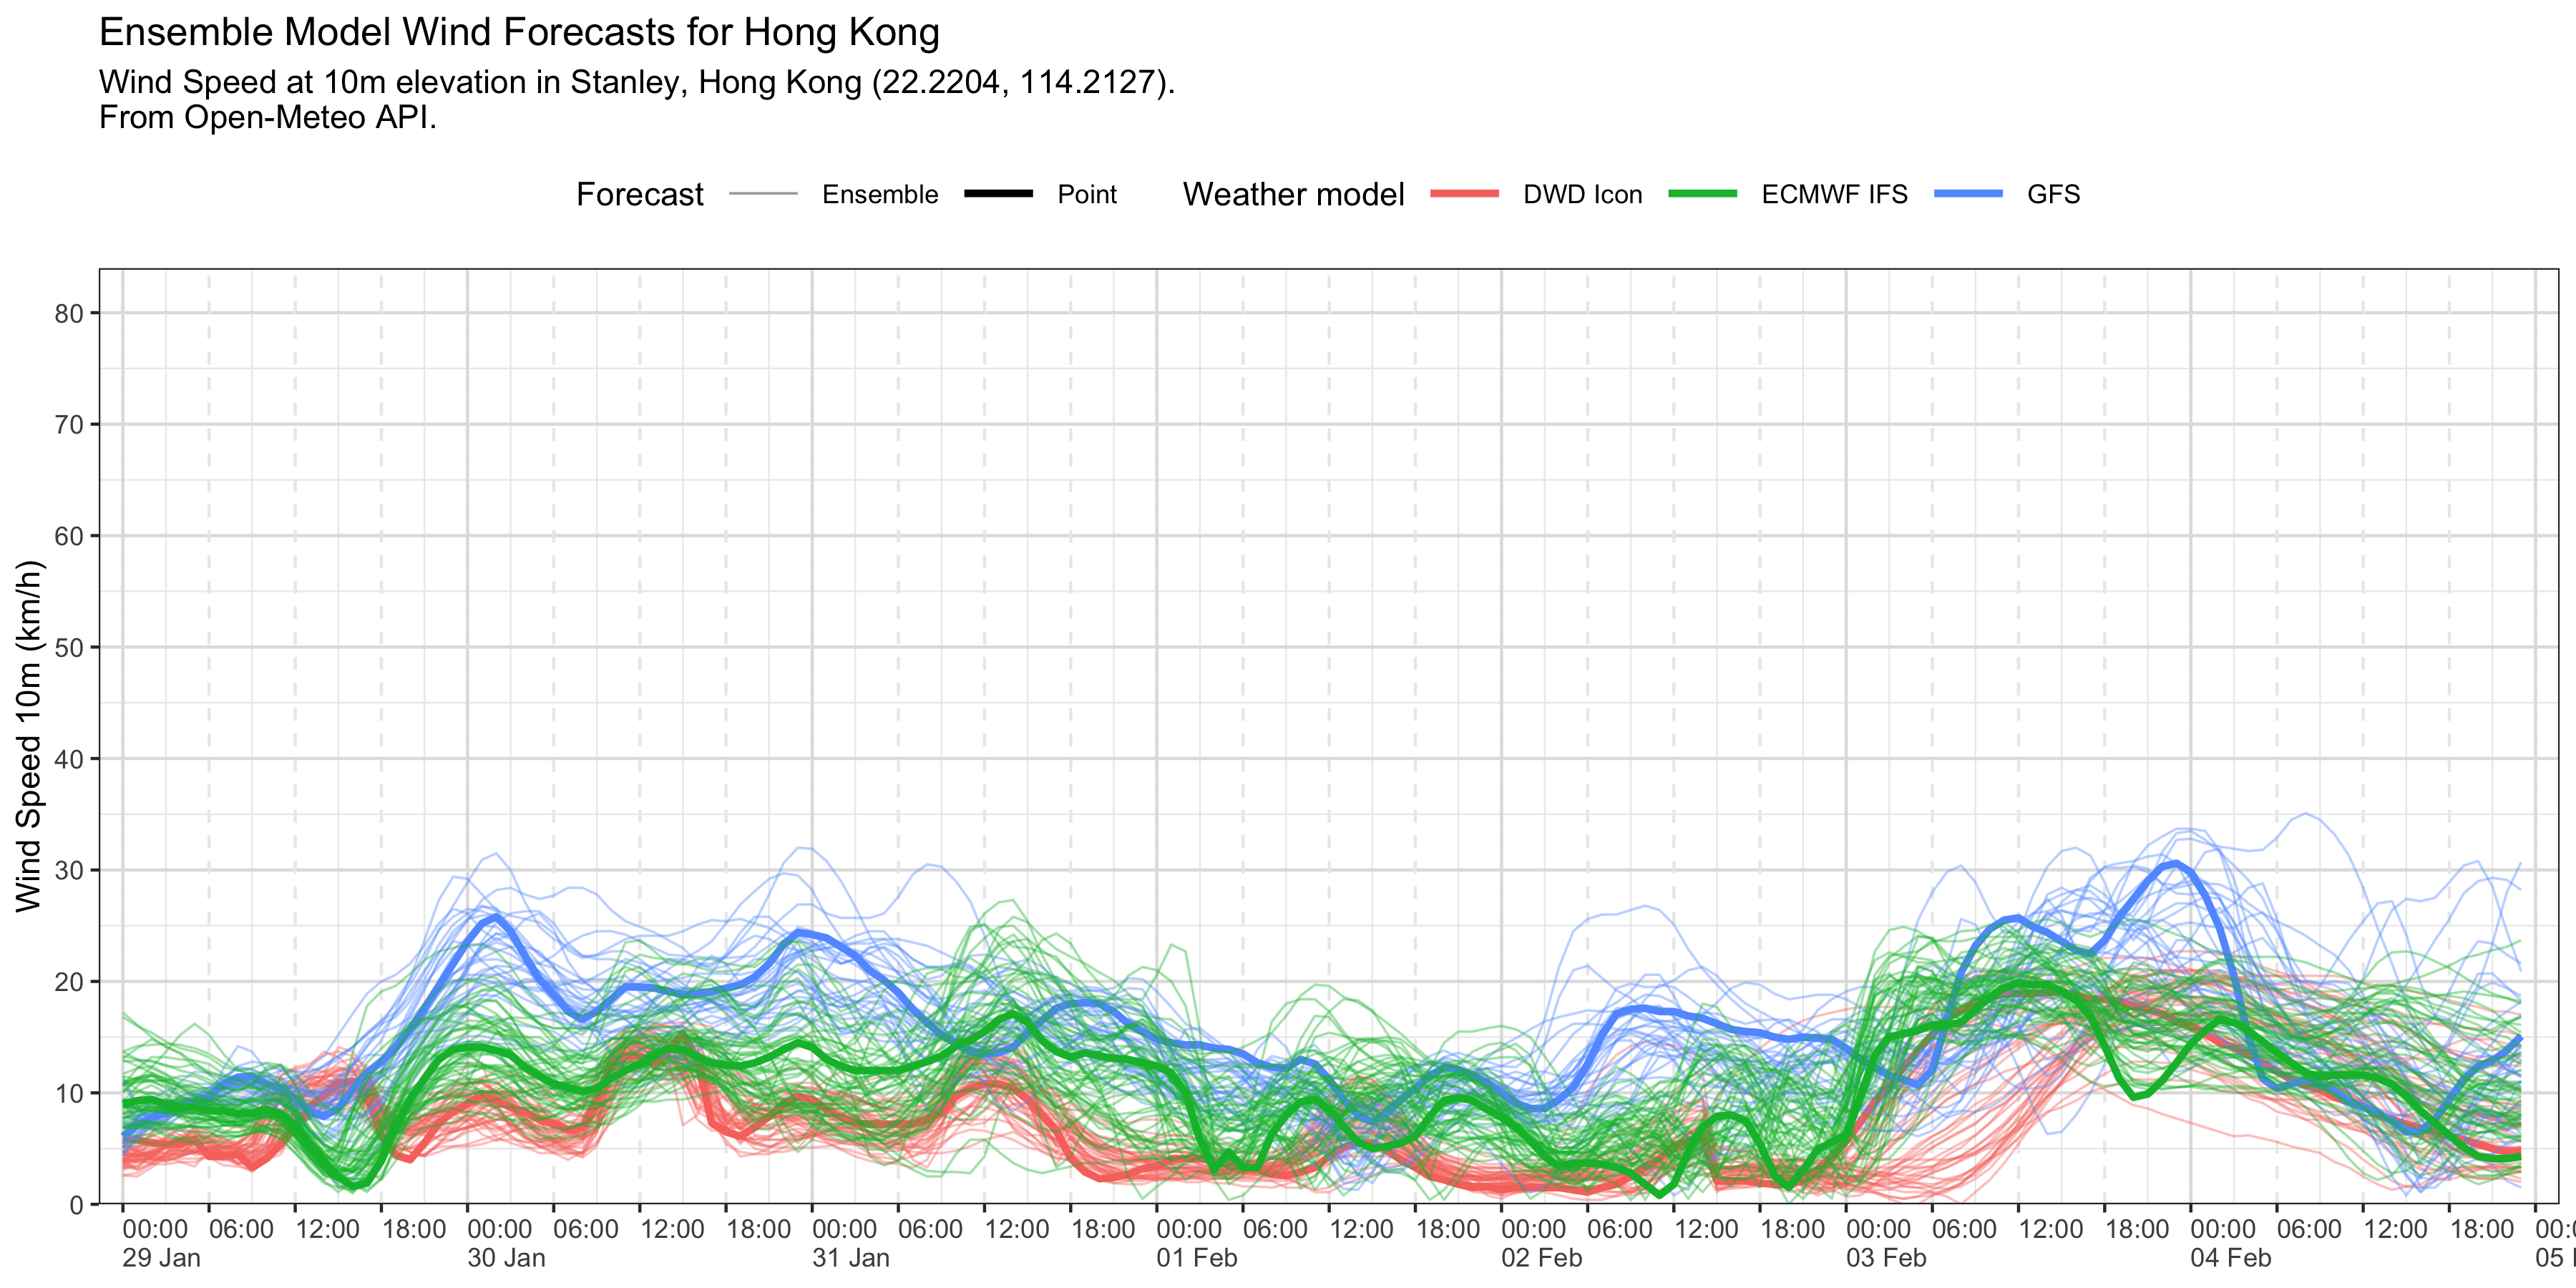 Ensemble Model Wind Forecasts for Hong Kong
Wind Speed at 10m elevation in Stanley, Hong Kong (22.2204, 114.2127).
From Open-Meteo API.
Forecast Ensemble Point Weather model DWD Icon ECMWF IFS GFS
Wind Speed 10m (km/h)
80
70
60
50
40
30
20
10
0
00:00 06:00 12:00 18:00 00:00 06:00 12:00 18:00 00:00 06:00 12:00 18:00 00:00 06:00 12:00 18:00 00:00 06:00 12:00 18:00 00:00 06:00 12:00 18:00 00:00 06:00 12:00 18:00 00:0
29 Jan 30 Jan 31 Jan 01 Feb 02 Feb 03 Feb 04 Feb 05